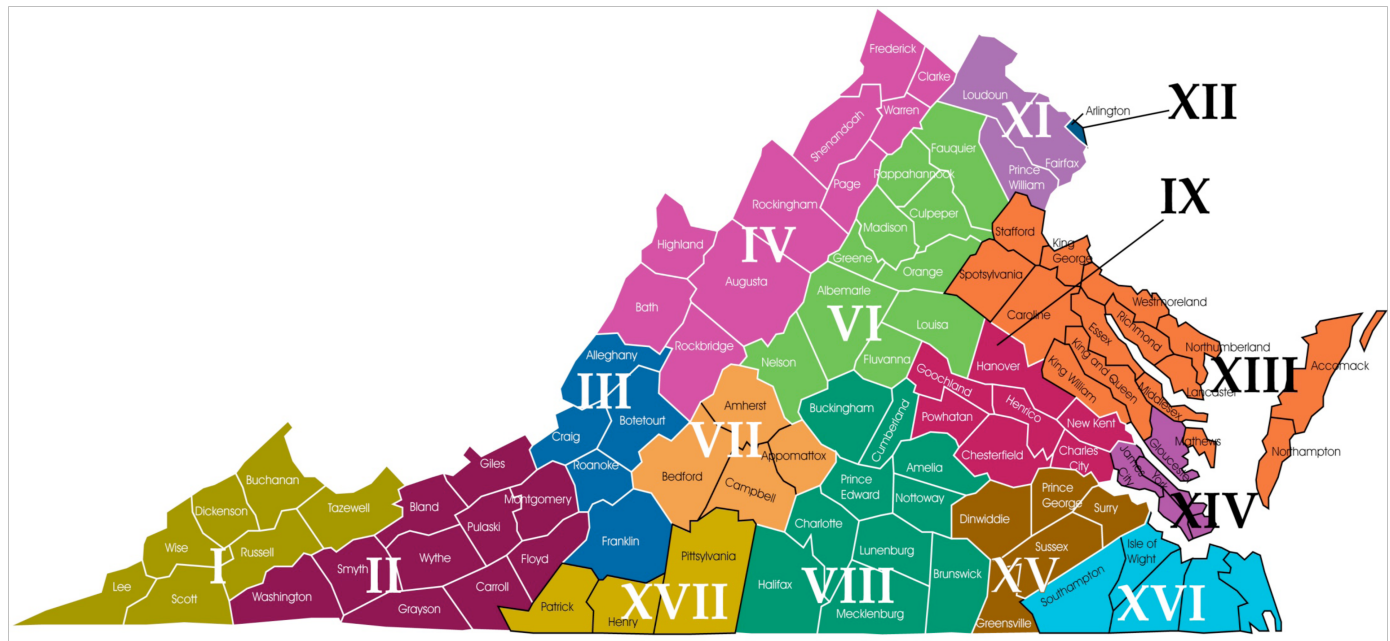 Frederick
Clarke
Loudoun
XII
Arlington
Warren
XI
Shenandoah
Fauquier
Fairfax
Prince
William
Rappahannock
Page
IX
Rockingham
Culpeper
Madison
Stafford
Highland
IV
King
George
Greene
Orange
Spotsylvania
Augusta
Albemarle
Westmoreland
Bath
Caroline
Richmond
VI
Louisa
Essex
Rockbridge
Northumberland
Alleghany
Nelson
Fluvanna
Hanover
King and Queen
XIII
Accomack
Goochland
King William
Lancaster
III
Amherst
Buckingham
Cumberland
Henrico
Middlesex
Botetourt
Powhatan
New Kent
Craig
VII
Mathews
Gloucester
Appomattox
Chesterfield
Charles
City
Northampton
Giles
Roanoke
Bedford
Amelia
James
City
York
Buchanan
Campbell
Prince
Edward
Montgomery
Nottoway
Prince
George
Tazewell
Bland
Surry
XIV
Dickenson
Pulaski
Charlotte
Dinwiddie
Wise
Russell
Franklin
Pittsylvania
Sussex
Isle of
Wight
Wythe
Floyd
Lunenburg
I
Smyth
II
Lee
Carroll
Halifax
VIII
Brunswick
XV
Southampton
Scott
Washington
Grayson
Patrick
XVII
Henry
Mecklenburg
Greensville
XVI